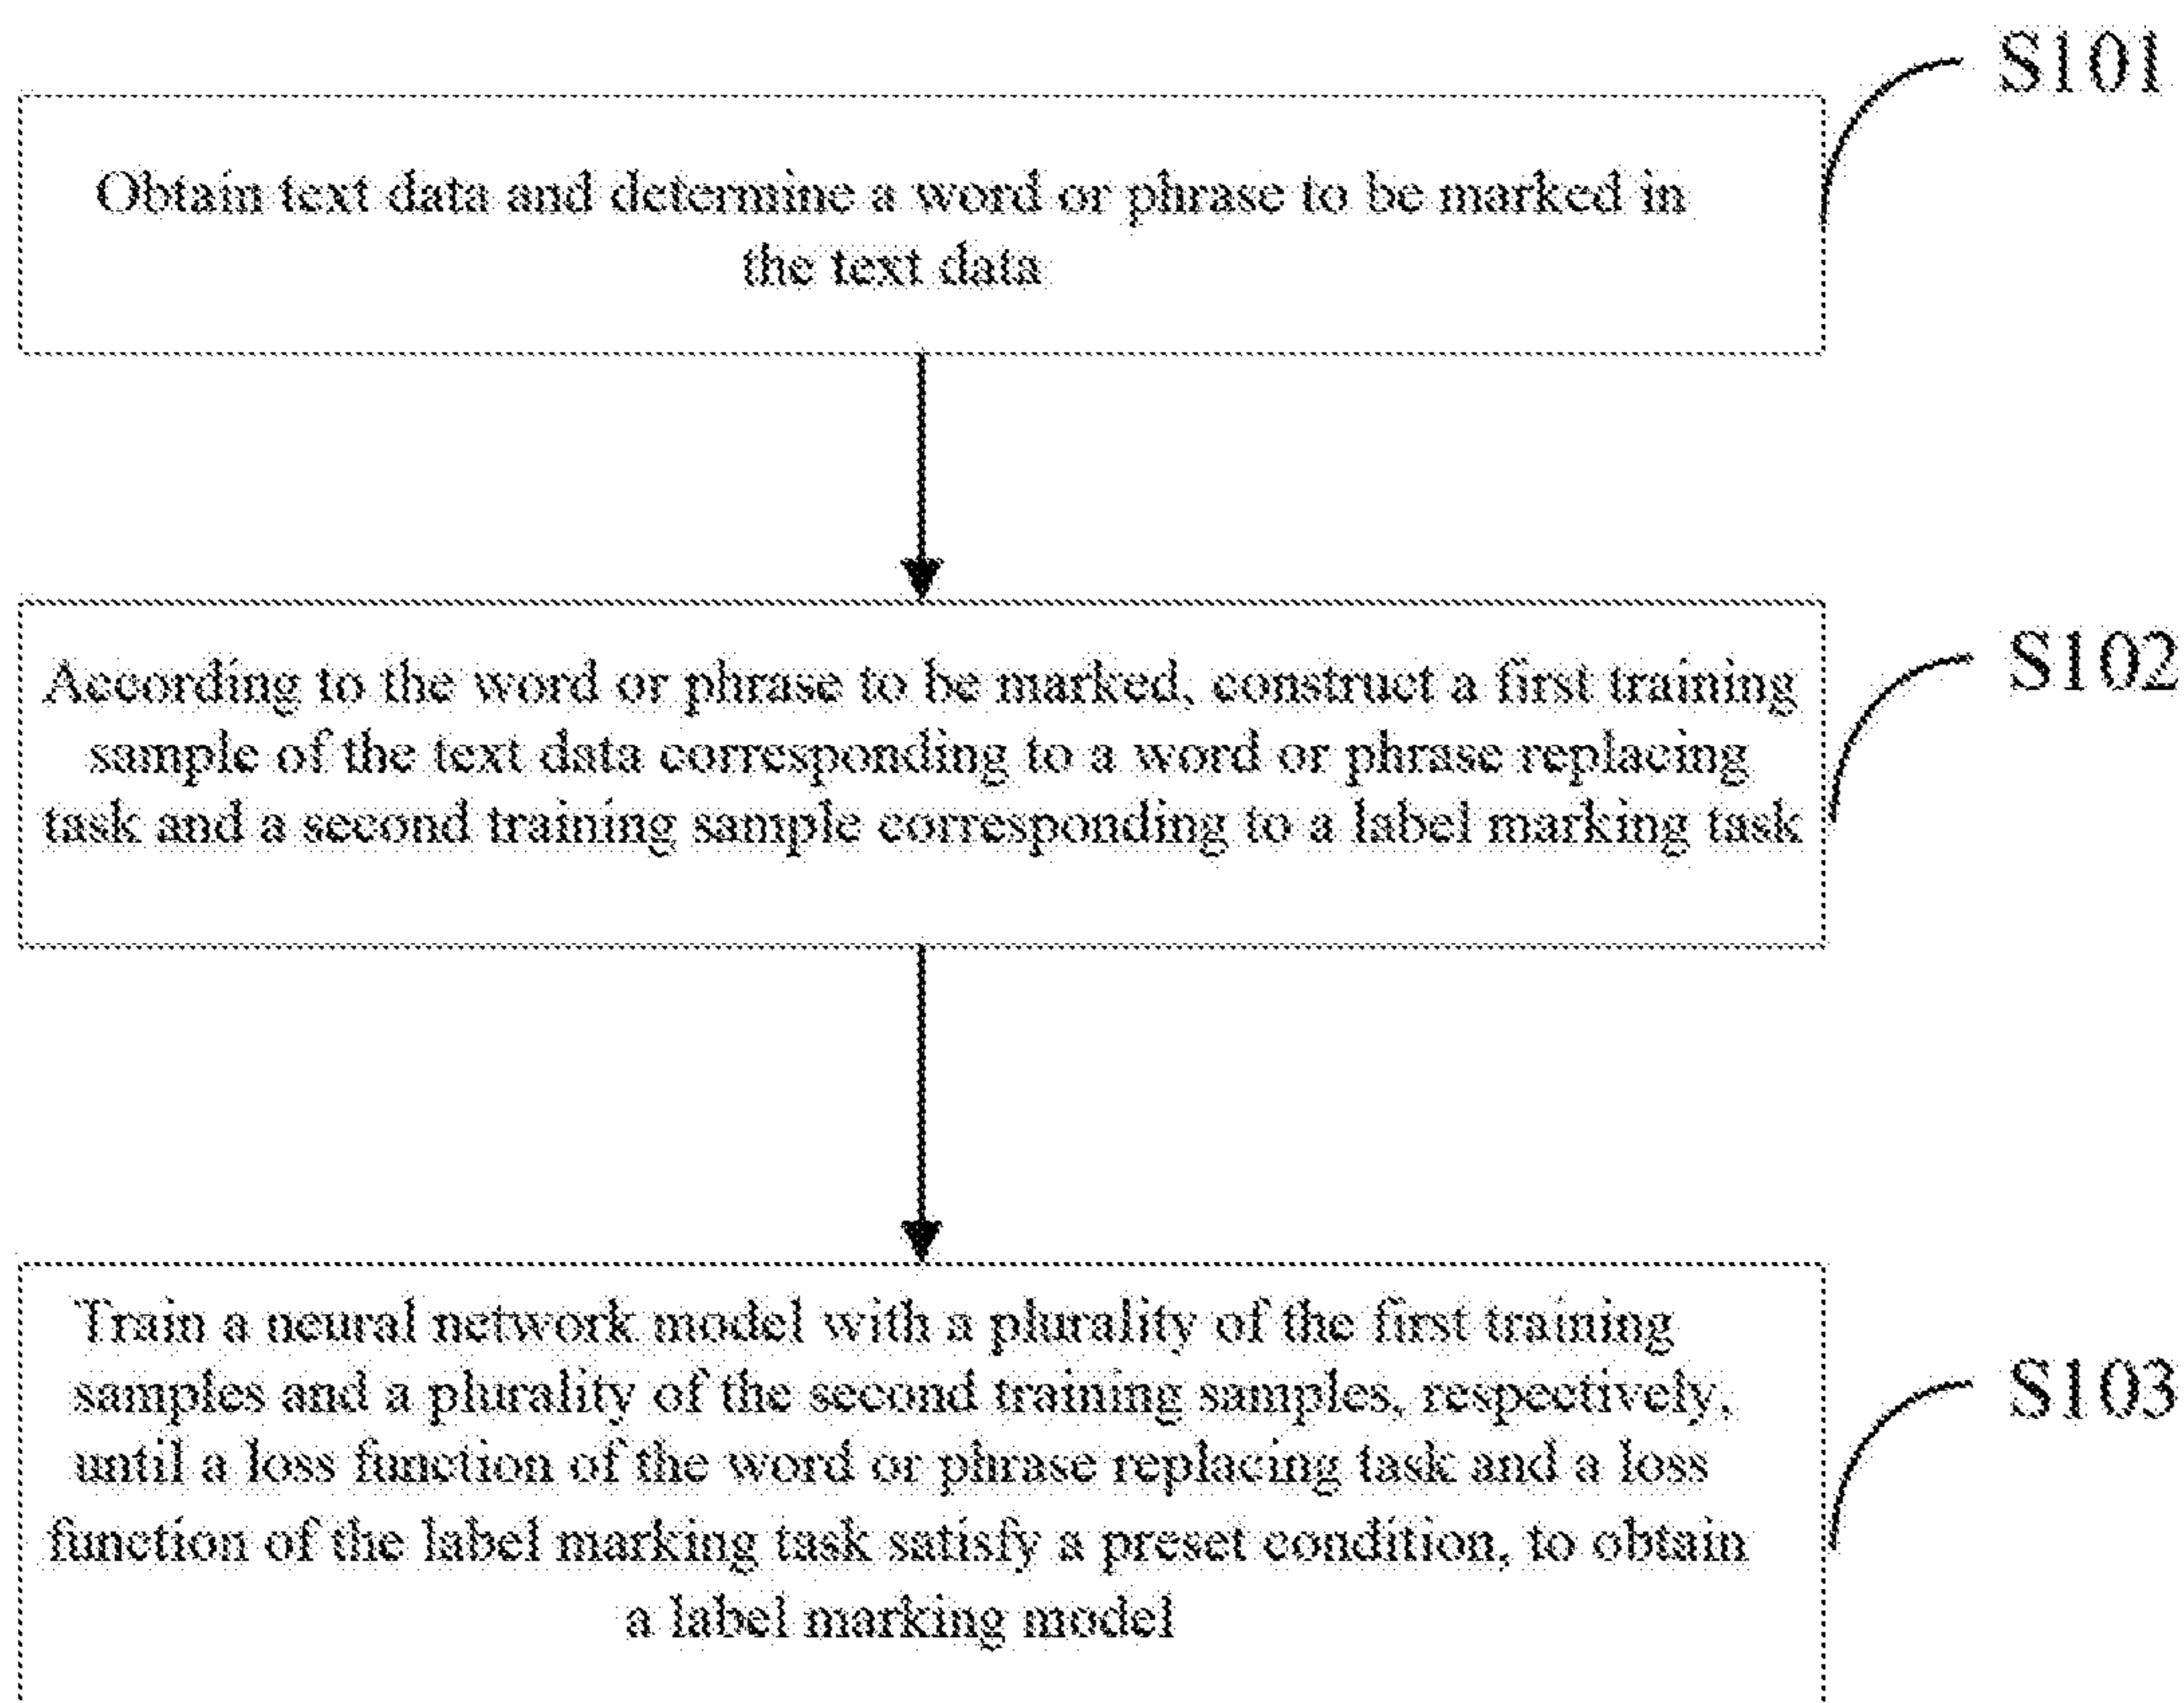 S101
Obtain text data and determine a word or phrase to be marked in
the text data
S102
According to the word or phrase to be marked, construct a first training
sample of the text data corresponding to a word or phrase replacing
task and a second training sample corresponding to a label marking task
S103
Train a neural network model with a plurality of the first training
samples and a plurality of the second training samples, respectively,
until a loss function of the word or phrase replacing task and a loss
function of the label marking task satisfy a preset condition, to obtain
a label marking model